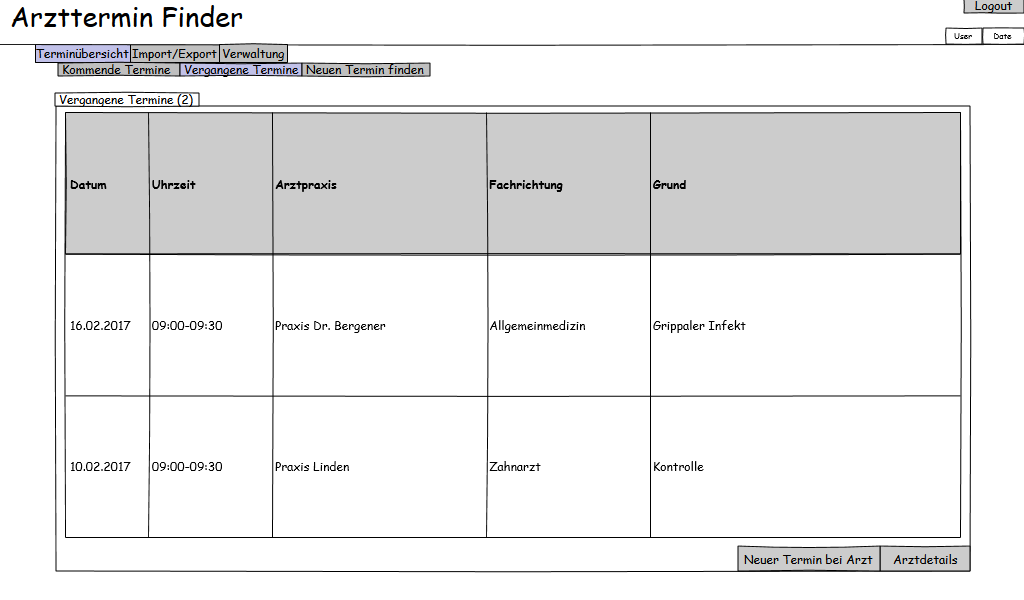 Arzttermin Finder
Logout
User Date
Terminübersicht Import/Export Verwaltung
Kommende Termine Vergangene Termine Neuen Termin finden
Vergangene Termine (2)
Datum Uhrzeit Arztpraxis Fachrichtung Grund
16.02.2017 09:00-09:30 Praxis Dr. Bergener Allgemeinmedizin Grippaler Infekt
10.02.2017 09:00-09:30 Praxis Linden Zahnarzt Kontrolle
Neuer Termin bei Arzt Arztdetails